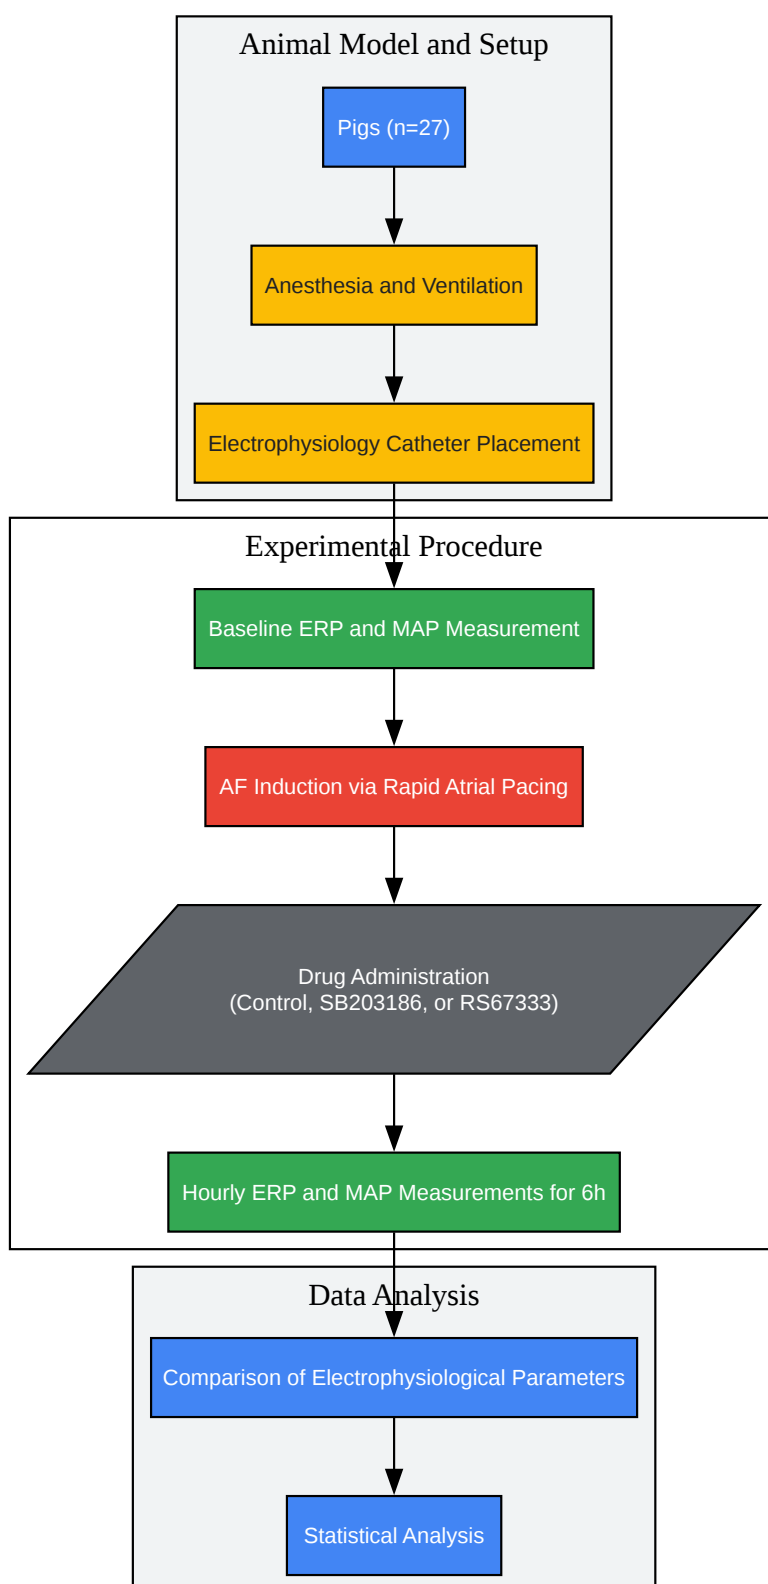 Animal Model and Setup
Pigs (n=27)
Anesthesia and Ventilation
Electrophysiology Catheter Placement
Experimental Procedure
Baseline ERP and MAP Measurement
AF Induction via Rapid Atrial Pacing
Drug Administration
(Control, SB203186, or RS67333)
Hourly ERP and MAP Measurements for 6h
Data Analysis
Comparison of Electrophysiological Parameters
Statistical Analysis